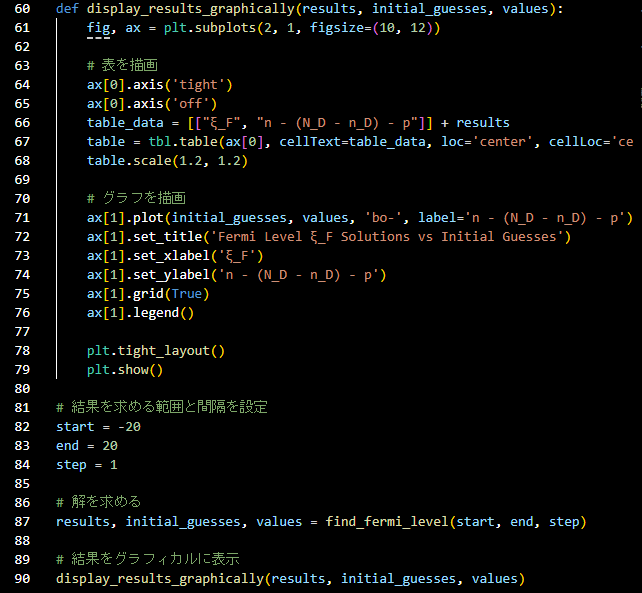 60 def display_results_graphically(results, initial_guesses, values):
61     fig, ax = plt.subplots(2, 1, figsize=(10, 12))
62
63     # 表を描画
64     ax[0].axis('tight')
65     ax[0].axis('off')
66     table_data = [["ξ_F", "n - (N_D - n_D) - p"]] + results
67     table = tbl.table(ax[0], cellText=table_data, loc='center', cellLoc='ce
68     table.scale(1.2, 1.2)
69
70     # グラフを描画
71     ax[1].plot(initial_guesses, values, 'bo-', label='n - (N_D - n_D) - p')
72     ax[1].set_title('Fermi Level ξ_F Solutions vs Initial Guesses')
73     ax[1].set_xlabel('ξ_F')
74     ax[1].set_ylabel('n - (N_D - n_D) - p')
75     ax[1].grid(True)
76     ax[1].legend()
77
78     plt.tight_layout()
79     plt.show()
80
81 # 結果を求める範囲と間隔を設定
82 start = -20
83 end = 20
84 step = 1
85
86 # 解を求める
87 results, initial_guesses, values = find_fermi_level(start, end, step)
88
89 # 結果をグラフィカルに表示
90 display_results_graphically(results, initial_guesses, values)